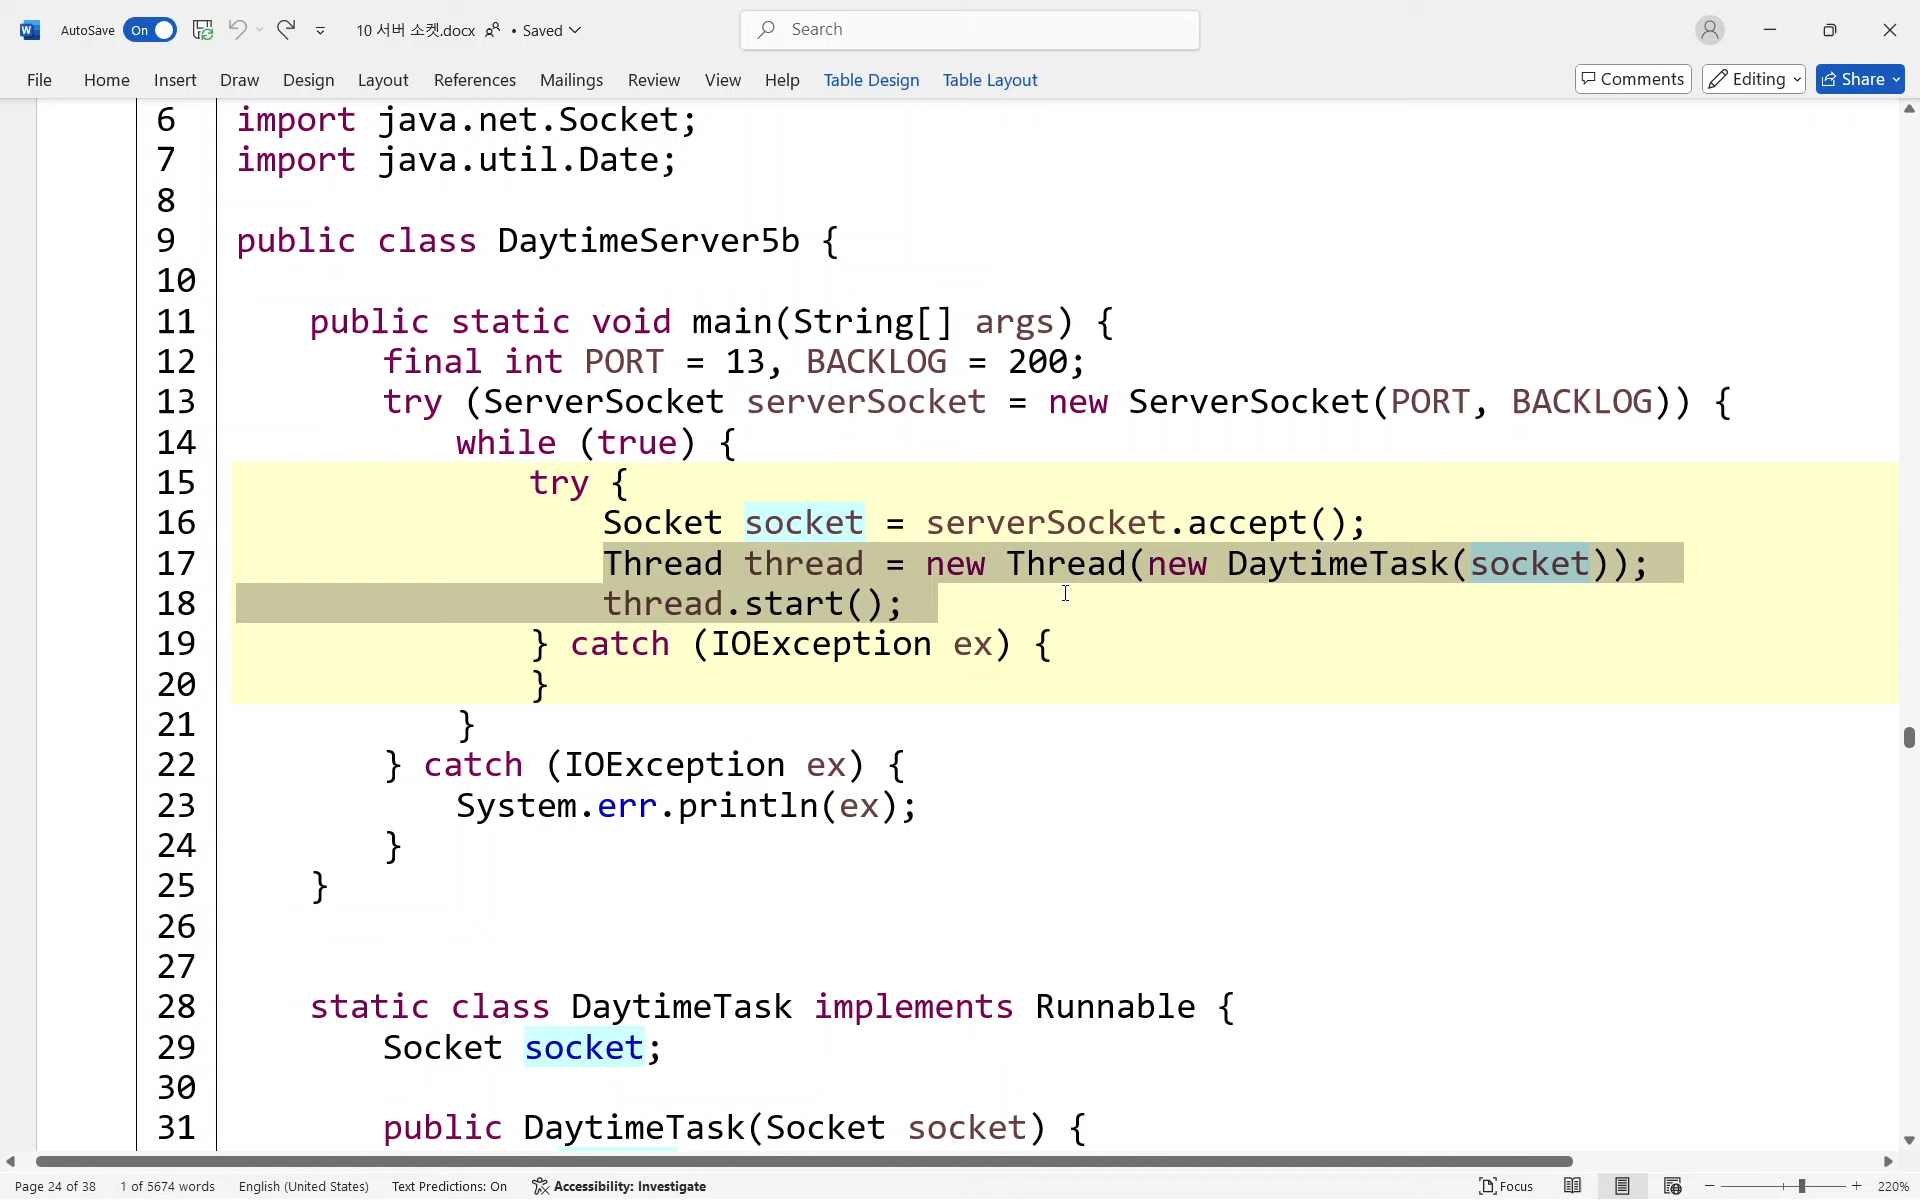 AutoSave On 10 서버 소켓.docx • Saved Search
File Home Insert Draw Design Layout References Mailings Review View Help Table Design Table Layout Comments Editing Share
6 import java.net.Socket;
7 import java.util.Date;
8
9 public class DaytimeServer5b {
10
11 public static void main(String[] args) {
12 final int PORT = 13, BACKLOG = 200;
13 try (ServerSocket serverSocket = new ServerSocket(PORT, BACKLOG)) {
14 while (true) {
15 try {
16 Socket socket = serverSocket.accept();
17 Thread thread = new Thread(new DaytimeTask(socket));
18 thread.start();
19 } catch (IOException ex) {
20 }
21 }
22 } catch (IOException ex) {
23 System.err.println(ex);
24 }
25 }
26
27
28 static class DaytimeTask implements Runnable {
29 Socket socket;
30
31 public DaytimeTask(Socket socket) {
Page 24 of 38 1 of 5674 words English (United States) Text Predictions: On Accessibility: Investigate Focus 220%